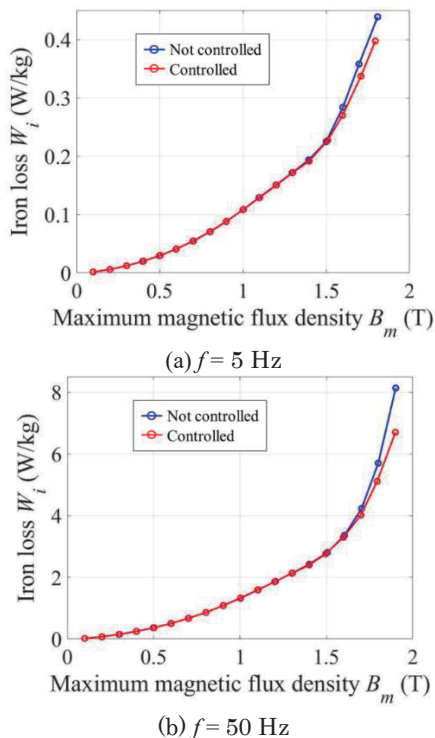 0.4
0.3
0.2
0.1
0
Iron loss W_i (W/kg)
Not controlled
Controlled
0 0.5 1 1.5 2
Maximum magnetic flux density B_m (T)
(a) f = 5 Hz
8
6
4
2
0
Iron loss W_i (W/kg)
Not controlled
Controlled
0 0.5 1 1.5 2
Maximum magnetic flux density B_m (T)
(b) f = 50 Hz